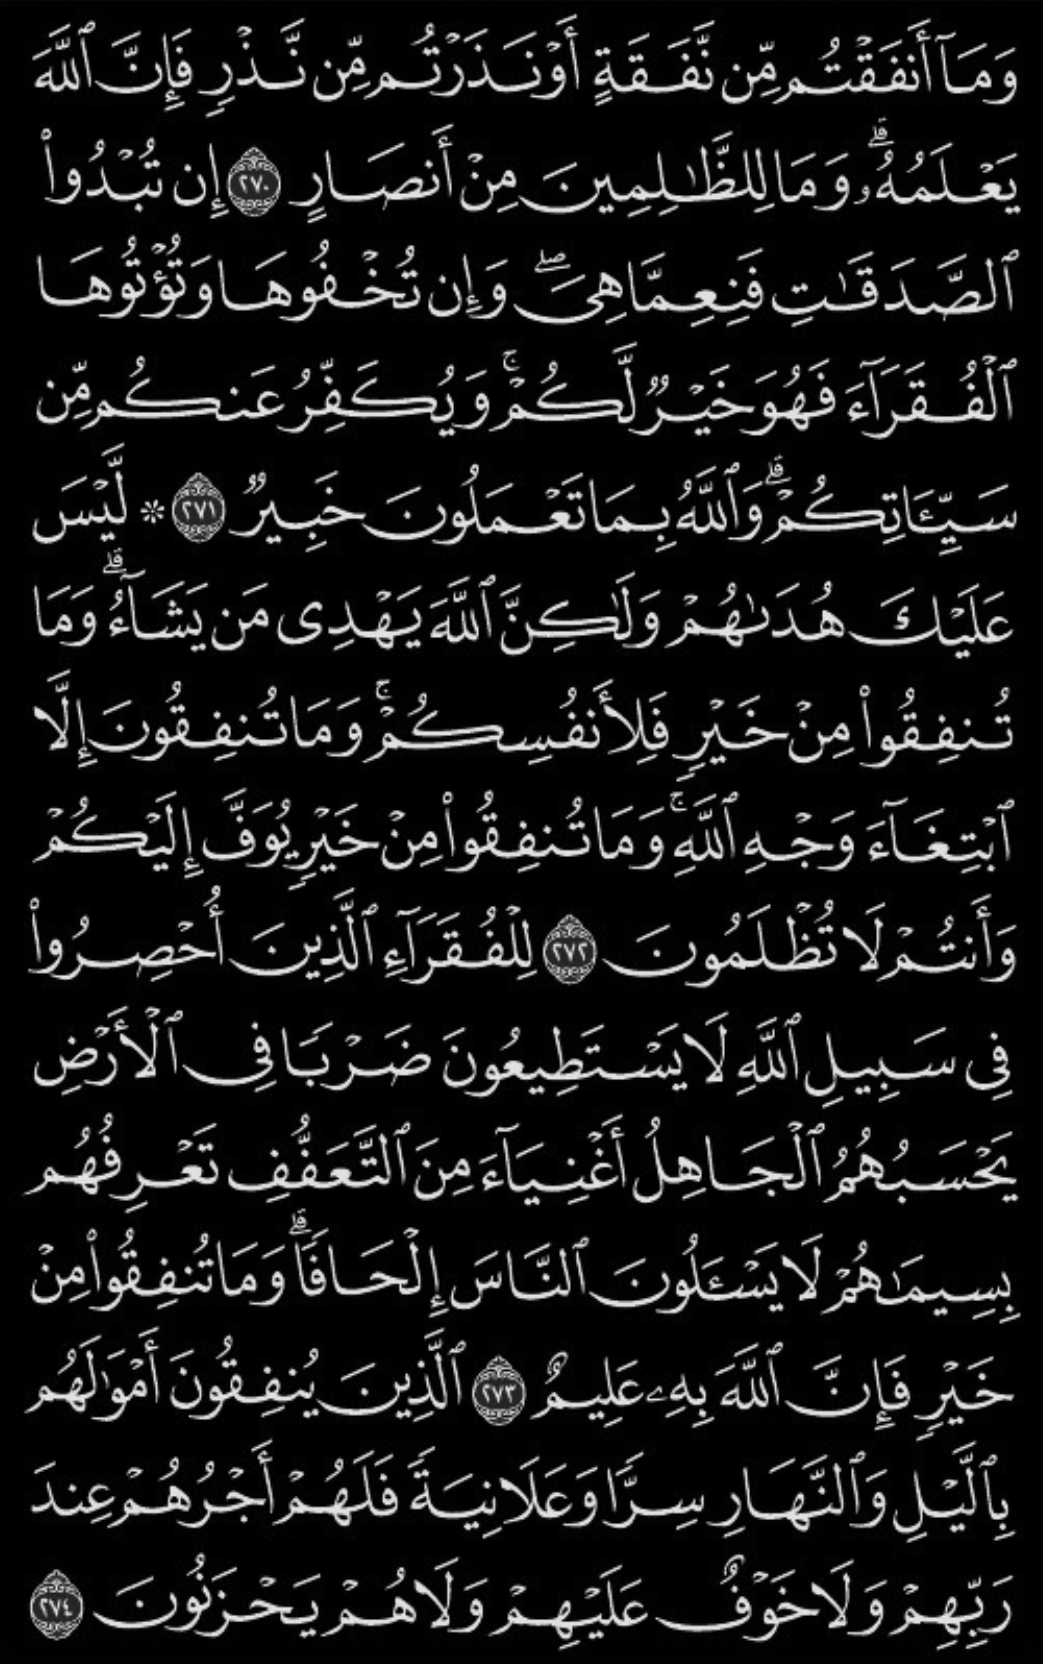 وَمَآ أَنفَقْتُم مِّن نَّفَقَةٍ أَوْ نَذَرْتُم مِّن نَّذْرٍ فَإِنَّ ٱللَّهَ
يَعْلَمُهُۥ ۗ وَمَا لِلظَّـٰلِمِينَ مِنْ أَنصَارٍ ٢٧٠ إِن تُبْدُوا۟
ٱلصَّدَقَـٰتِ فَنِعِمَّا هِىَ ۖ وَإِن تُخْفُوهَا وَتُؤْتُوهَا
ٱلْفُقَرَآءَ فَهُوَ خَيْرٌ لَّكُمْ ۚ وَيُكَفِّرُ عَنكُم مِّن
سَيِّـَٔاتِكُمْ ۗ وَٱللَّهُ بِمَا تَعْمَلُونَ خَبِيرٌ ٢٧١ ۞ لَّيْسَ
عَلَيْكَ هُدَىٰهُمْ وَلَـٰكِنَّ ٱللَّهَ يَهْدِى مَن يَشَآءُ ۗ وَمَا
تُنفِقُوا۟ مِنْ خَيْرٍ فَلِأَنفُسِكُمْ ۚ وَمَا تُنفِقُونَ إِلَّا
ٱبْتِغَآءَ وَجْهِ ٱللَّهِ ۚ وَمَا تُنفِقُوا۟ مِنْ خَيْرٍ يُوَفَّ إِلَيْكُمْ
وَأَنتُمْ لَا تُظْلَمُونَ ٢٧٢ لِلْفُقَرَآءِ ٱلَّذِينَ أُحْصِرُوا۟
فِى سَبِيلِ ٱللَّهِ لَا يَسْتَطِيعُونَ ضَرْبًا فِى ٱلْأَرْضِ
يَحْسَبُهُمُ ٱلْجَاهِلُ أَغْنِيَآءَ مِنَ ٱلتَّعَفُّفِ تَعْرِفُهُم
بِسِيمَـٰهُمْ لَا يَسْـَٔلُونَ ٱلنَّاسَ إِلْحَافًا ۗ وَمَا تُنفِقُوا۟ مِنْ
خَيْرٍ فَإِنَّ ٱللَّهَ بِهِۦ عَلِيمٌ ٢٧٣ ٱلَّذِينَ يُنفِقُونَ أَمْوَٰلَهُم
بِٱلَّيْلِ وَٱلنَّهَارِ سِرًّا وَعَلَانِيَةً فَلَهُمْ أَجْرُهُمْ عِندَ
رَبِّهِمْ وَلَا خَوْفٌ عَلَيْهِمْ وَلَا هُمْ يَحْزَنُونَ ٢٧٤